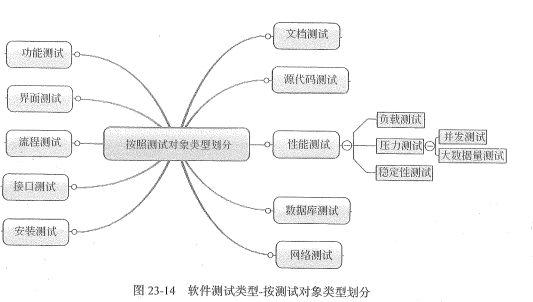 功能测试
界面测试
流程测试
接口测试
安装测试
按照测试对象类型划分
文档测试
源代码测试
性能测试
负载测试
压力测试
稳定性测试
并发测试
大数据量测试
数据库测试
网络测试
图 23-14 软件测试类型-按测试对象类型划分